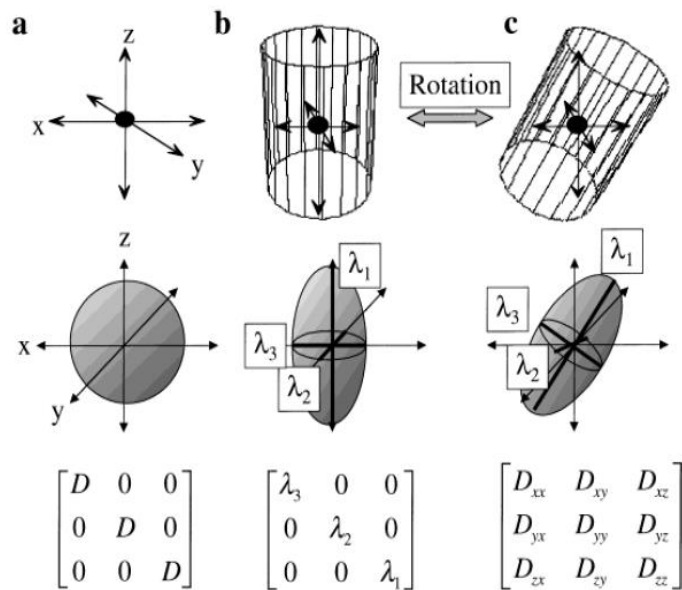 a
z
x
y
b
Rotation
c
z
x
y
λ₁
λ₃
λ₂
λ₁
λ₃
λ₂
D 0 0
0 D 0
0 0 D
λ₃ 0 0
0 λ₂ 0
0 0 λ₁
Dxx Dxy Dxz
Dyx Dyy Dyz
Dzx Dzy Dzz